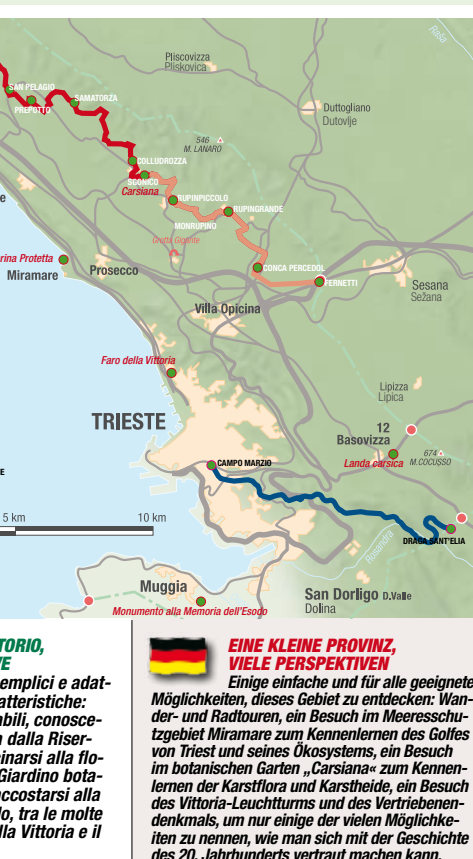 Raša
Pliscovizza
Pliskovica
SAN PELAGIO
PREPOTTO
SAMATORZA
Duttogliano
Dutovlje
546
M. LANARO
COLLUDROZZA
SGONICO
Carsiana
RUPINPICCOLO
RUPINGRANDE
MONRUPINO
Grotta Gigante
rina Protetta
Miramare
Prosecco
CONCA PERCEDOL
FERNETTI
Sesana
Sežana
Villa Opicina
Faro della Vittoria
Lipizza
Lipica
TRIESTE
12
Basovizza
CAMPO MARZIO
Landa carsica
674
M.COCUSSO
5 km
10 km
Rosandra
DRAGA SANT'ELIA
Muggia
San Dorligo D.Valle
Dolina
Monumento alla Memoria dell'Esodo
TORIO,
VE
emplici e adat-
atteristiche:
abili, conosce-
a dalla Riser-
inarsi alla flo-
Giardino bota-
accostarsi alla
lo, tra le molte
lla Vittoria e il
EINE KLEINE PROVINZ,
VIELE PERSPEKTIVEN
Einige einfache und für alle geeignete
Möglichkeiten, dieses Gebiet zu entdecken: Wan-
der- und Radtouren, ein Besuch im Meeresschu-
tzgebiet Miramare zum Kennenlernen des Golfes
von Triest und seines Ökosystems, ein Besuch
im botanischen Garten „Carsiana« zum Kennen-
lernen der Karstflora und Karstheide, ein Besuch
des Vittoria-Leuchtturms und des Vertriebenen-
denkmals, um nur einige der vielen Möglichke-
iten zu nennen, wie man sich mit der Geschichte
des 20. Jahrhunderts vertraut machen kann.